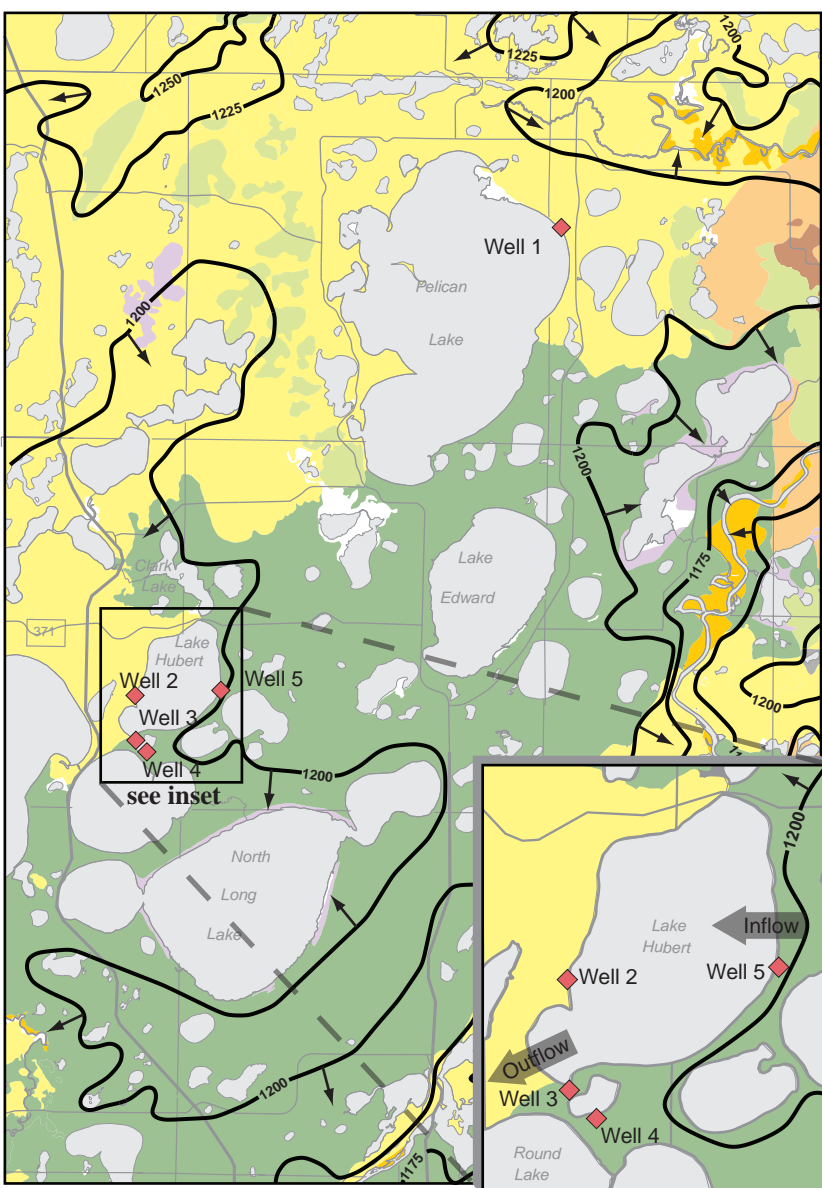 1200
1225
1250
1200
1225
Well 1
Pelican
Lake
1200
1200
1175
Clark
Lake
Lake
Edward
371
Lake
Hubert
Well 2
Well 5
Well 3
1200
Well 4
see inset
1200
North
Long
Lake
1200
1175
1200
Inflow
Lake
Hubert
Well 5
Well 2
Outflow
Well 3
Well 4
Round
Lake